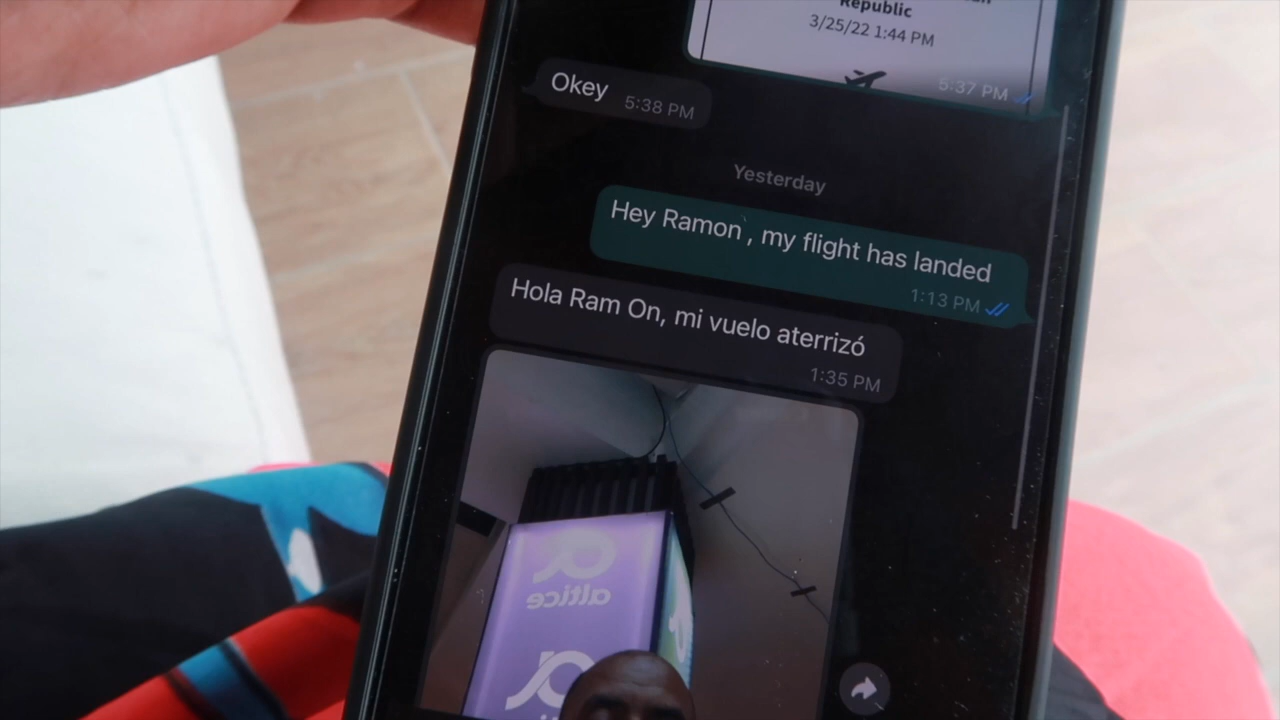 Republic
3/25/22 1:44 PM
5:37 PM
Okey
5:38 PM
Yesterday
Hey Ramon , my flight has landed
1:13 PM
Hola Ram On, mi vuelo aterrizó
1:35 PM
altice